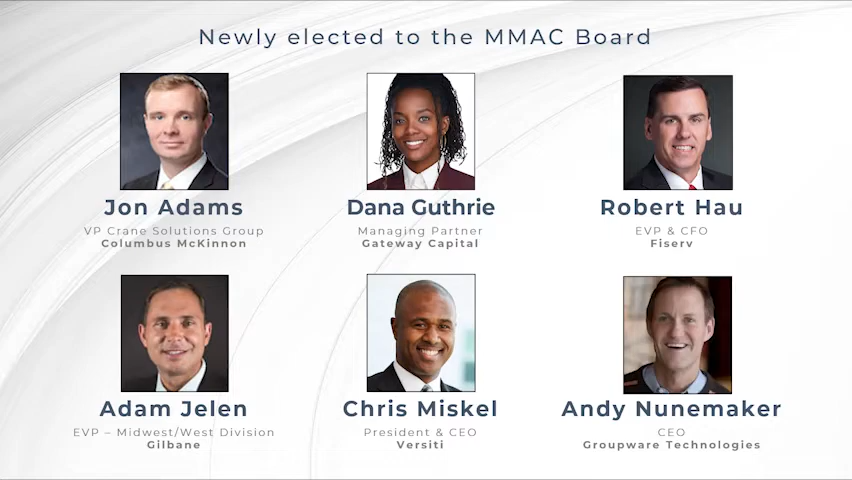 Newly elected to the MMAC Board
Jon Adams
VP Crane Solutions Group
Columbus McKinnon
Dana Guthrie
Managing Partner
Gateway Capital
Robert Hau
EVP & CFO
Fiserv
Adam Jelen
EVP – Midwest/West Division
Gilbane
Chris Miskel
President & CEO
Versiti
Andy Nunemaker
CEO
Groupware Technologies